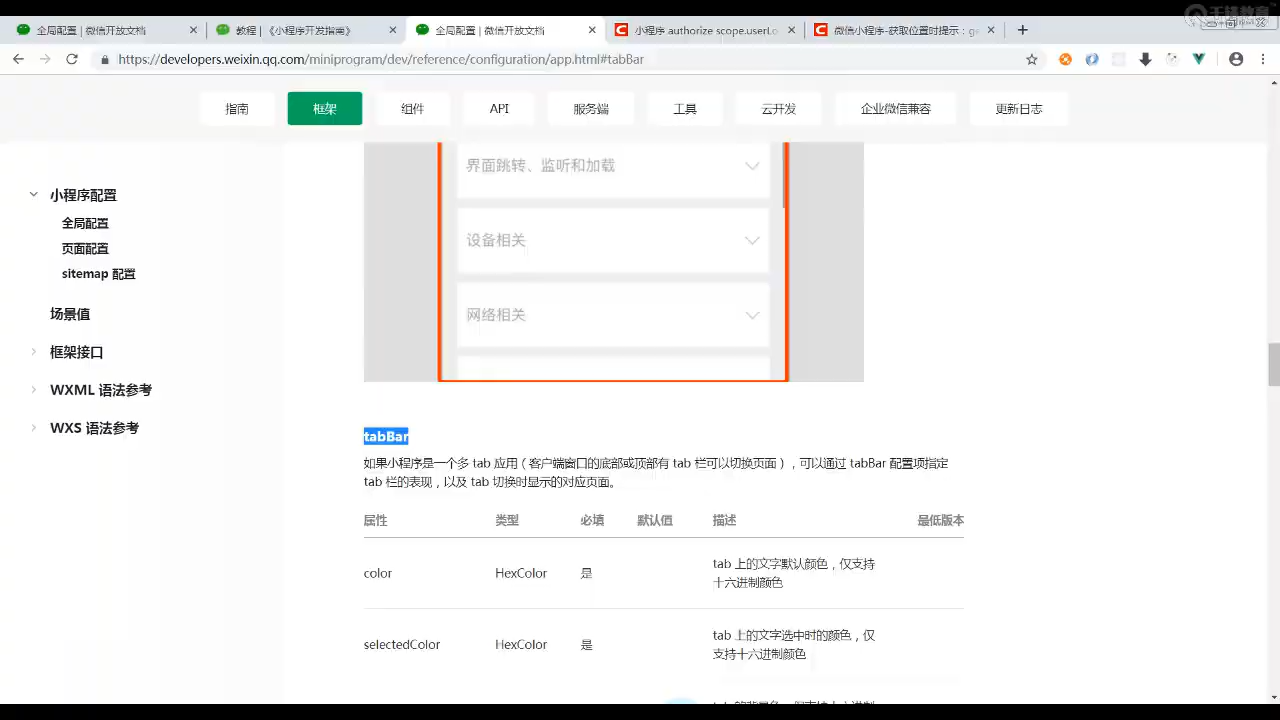 千锋教育
全局配置 | 微信开放文档
教程 | 《小程序开发指南》
全局配置 | 微信开放文档
小程序 authorize scope.userLo
微信小程序-获取位置时提示：ge
https://developers.weixin.qq.com/miniprogram/dev/reference/configuration/app.html#tabBar
指南 框架 组件 API 服务端 工具 云开发 企业微信兼容 更新日志
小程序配置
全局配置
页面配置
sitemap 配置
场景值
框架接口
WXML 语法参考
WXS 语法参考
界面跳转、监听和加载
设备相关
网络相关
tabBar
如果小程序是一个多 tab 应用（客户端窗口的底部或顶部有 tab 栏可以切换页面），可以通过 tabBar 配置项指定
tab 栏的表现，以及 tab 切换时显示的对应页面。
属性 类型 必填 默认值 描述 最低版本
color HexColor 是 tab 上的文字默认颜色，仅支持
十六进制颜色
selectedColor HexColor 是 tab 上的文字选中时的颜色，仅
支持十六进制颜色